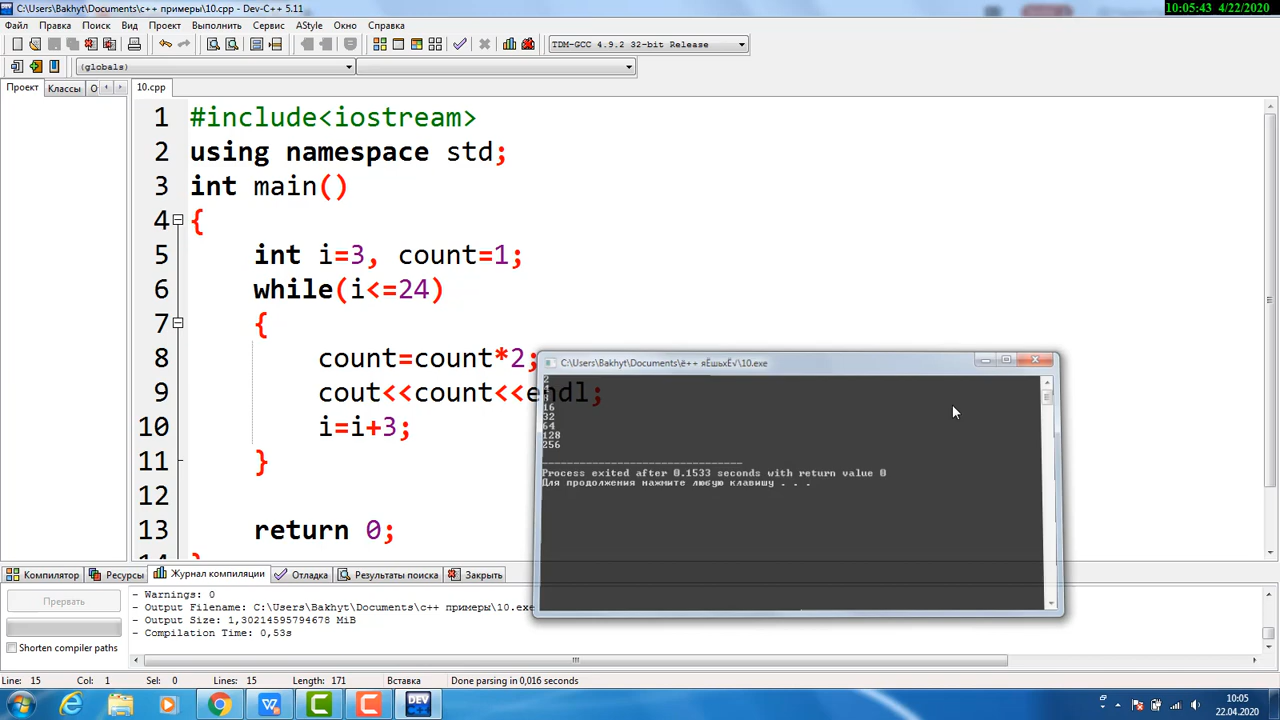 C:\Users\Bakhyt\Documents\c++ примеры\10.cpp - Dev-C++ 5.11
10:05:43 4/22/2020
Файл Правка Поиск Вид Проект Выполнить Сервис AStyle Окно Справка
TDM-GCC 4.9.2 32-bit Release
(globals)
Проект Классы О
10.cpp
1 #include<iostream>
2 using namespace std;
3 int main()
4 {
5 int i=3, count=1;
6 while(i<=24)
7 {
8 count=count*2;
9 cout<<count<<endl;
10 i=i+3;
11 }
12
13 return 0;
14 }
C:\Users\Bakhyt\Documents\ё++ яЁшьхЁ√\10.exe
2
4
8
16
32
64
128
256
--------------------------------
Process exited after 0.1533 seconds with return value 0
Для продолжения нажмите любую клавишу . . .
Компилятор Ресурсы Журнал компиляции Отладка Результаты поиска Закрыть
Прервать
Shorten compiler paths
- Warnings: 0
- Output Filename: C:\Users\Bakhyt\Documents\c++ примеры\10.exe
- Output Size: 1,30214595794678 MiB
- Compilation Time: 0,53s
Line: 15 Col: 1 Sel: 0 Lines: 15 Length: 171 Вставка Done parsing in 0,016 seconds
DEV
10:05
22.04.2020